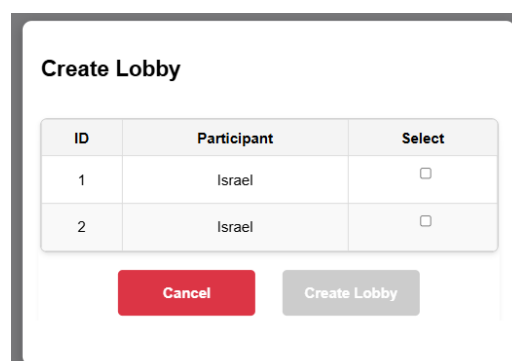 Create Lobby
ID Participant Select
1 Israel
2 Israel
Cancel Create Lobby